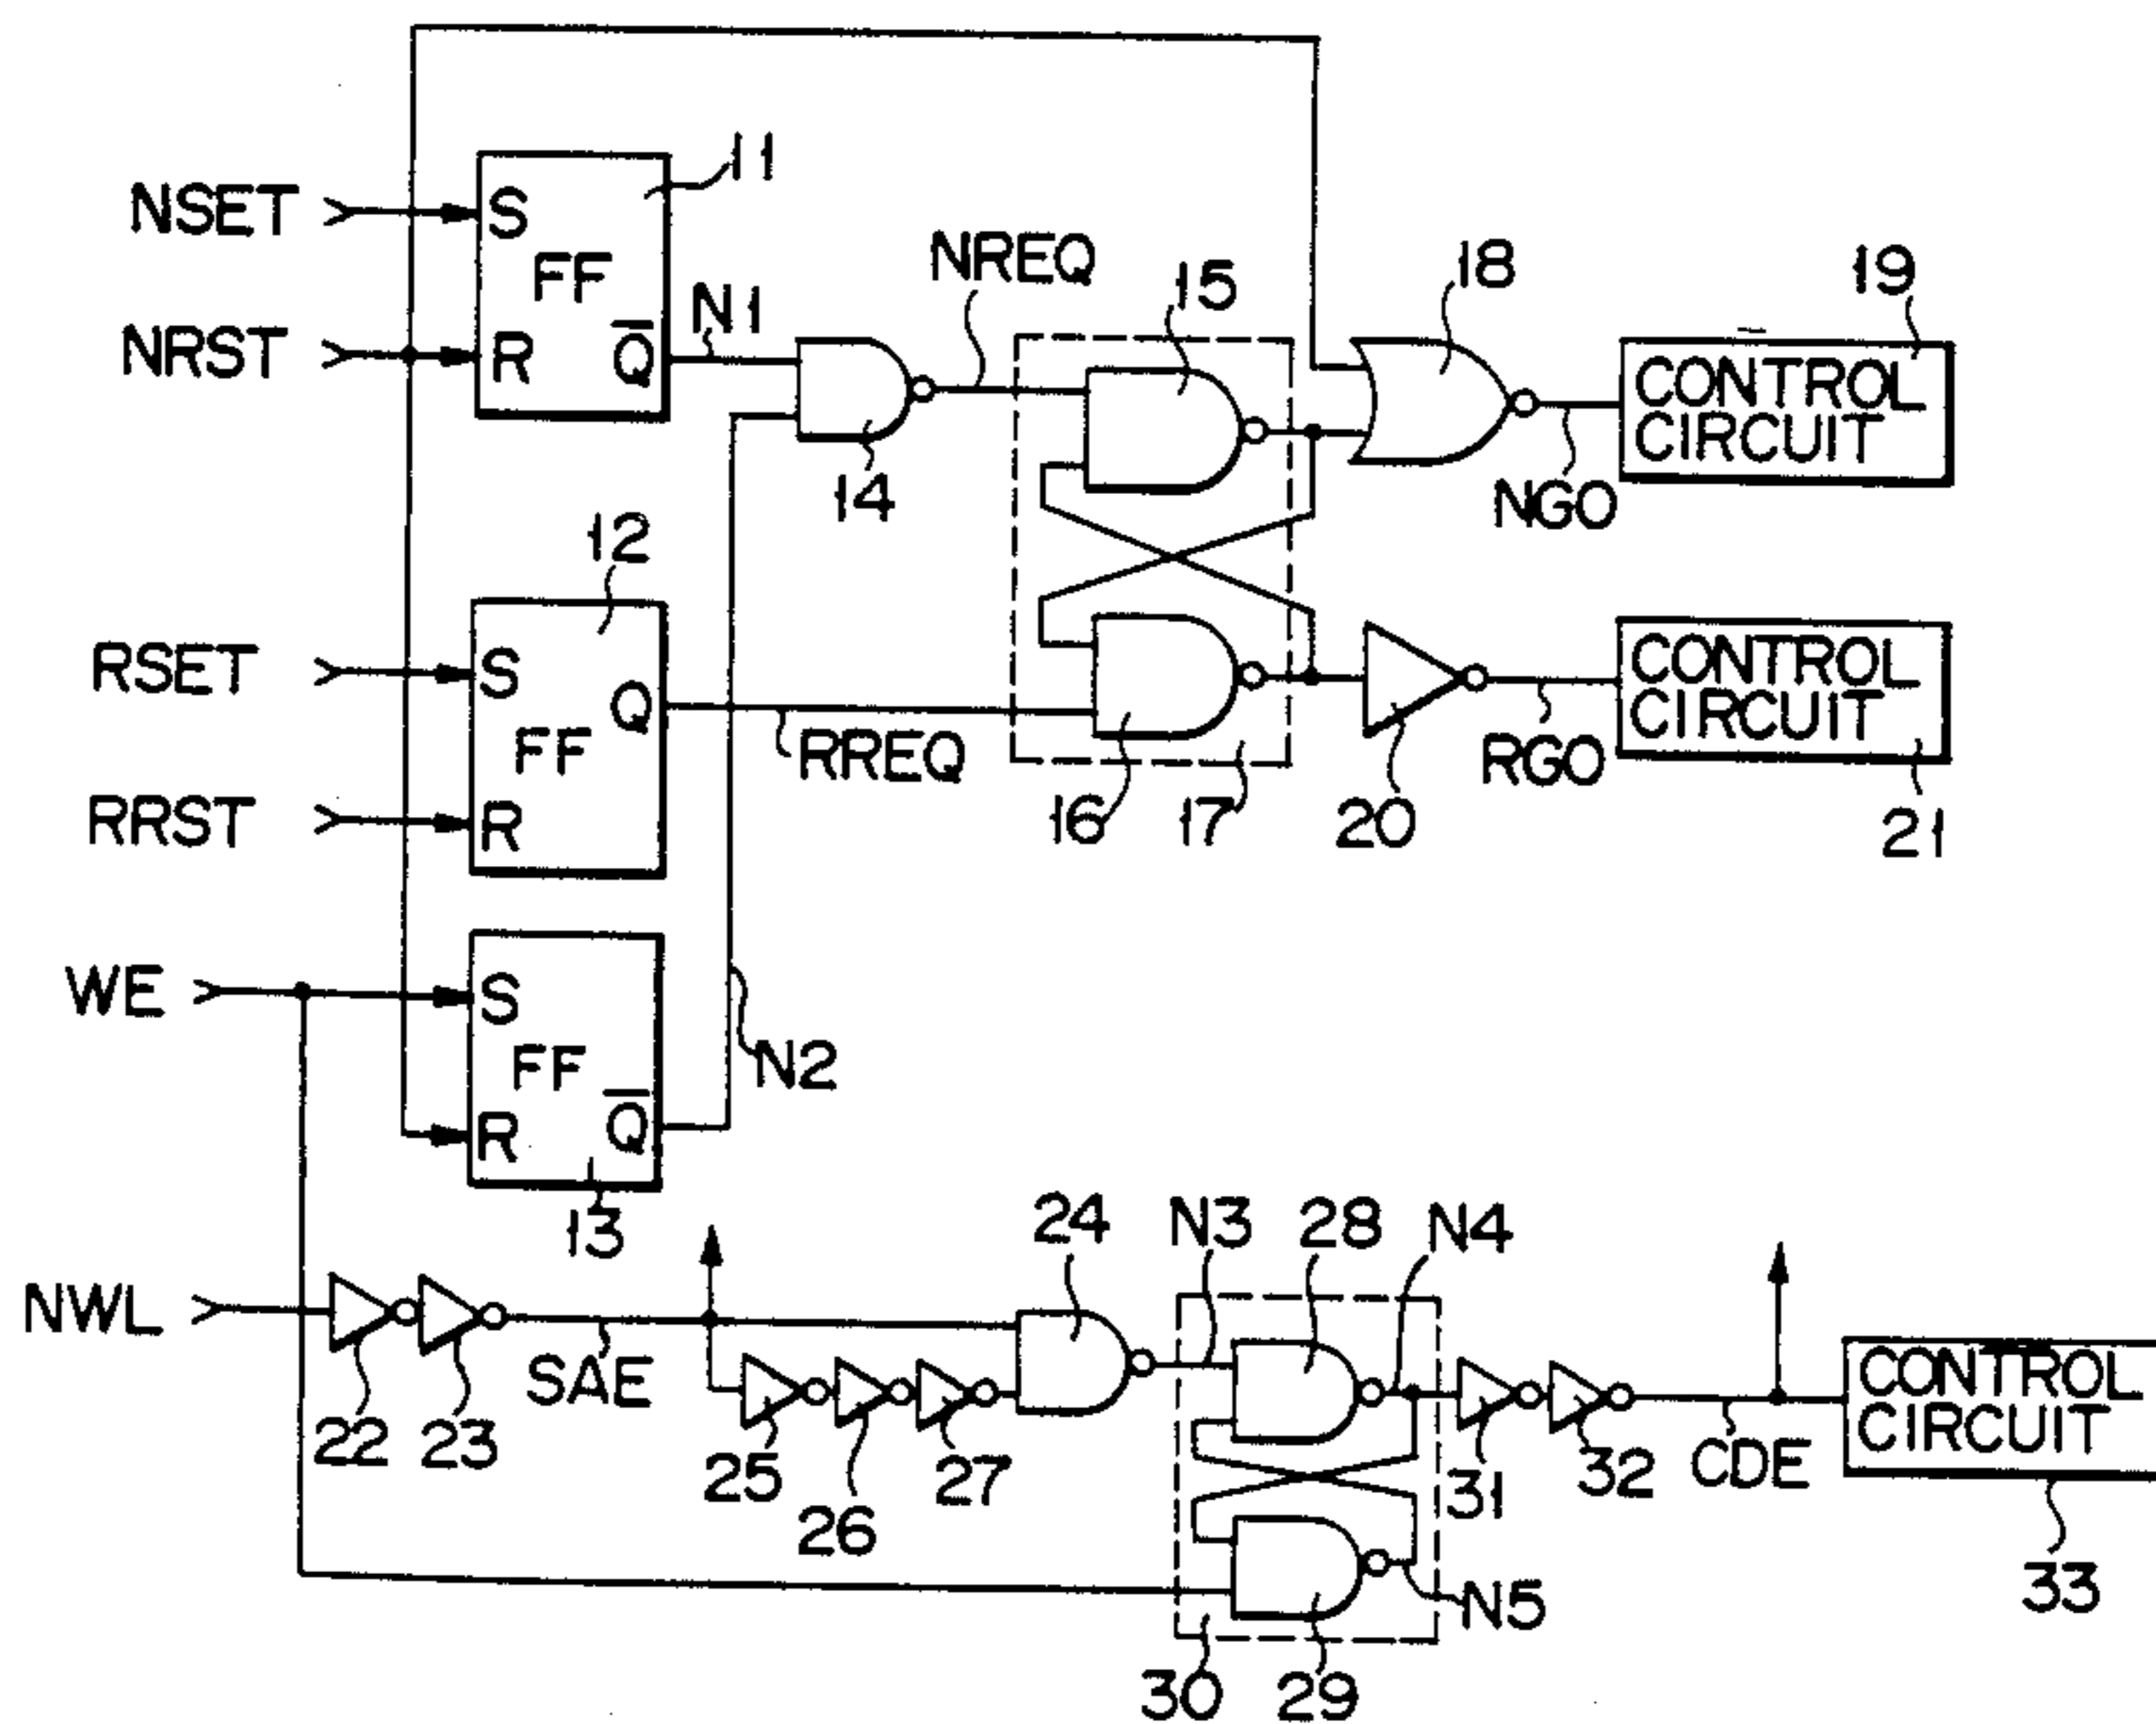 11
NSET
S
FF
NRST
R
Q
N1
NREQ
15
18
19
CONTROL
CIRCUIT
14
NGO
12
RSET
S
Q
FF
RREQ
CONTROL
CIRCUIT
RGO
RRST
R
16
17
20
21
WE
S
FF
N2
R
Q
13
24
N3
28
N4
NWL
SAE
CONTROL
CIRCUIT
22
23
25
26
27
31
32
CDE
33
N5
30
29